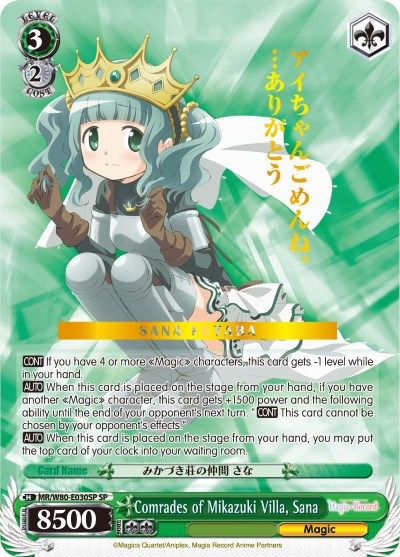 LEVEL
3
2
COST
アイちゃんごめんね。
…ありがとう
SANA FUTABA
CONT If you have 4 or more «Magic» characters, this card gets -1 level while
in your hand.
AUTO When this card is placed on the stage from your hand, if you have
another «Magic» character, this card gets +1500 power and the following
ability until the end of your opponent's next turn. " CONT This card cannot be
chosen by your opponent's effects."
AUTO When this card is placed on the stage from your hand, you may put
the top card of your clock into your waiting room.
Card Name
みかづき荘の仲間 さな
MR/W80-E030SP SP
POWER
8500
Comrades of Mikazuki Villa, Sana
Magia Record
Magic
©Magica Quartet/Aniplex, Magia Record Anime Partners